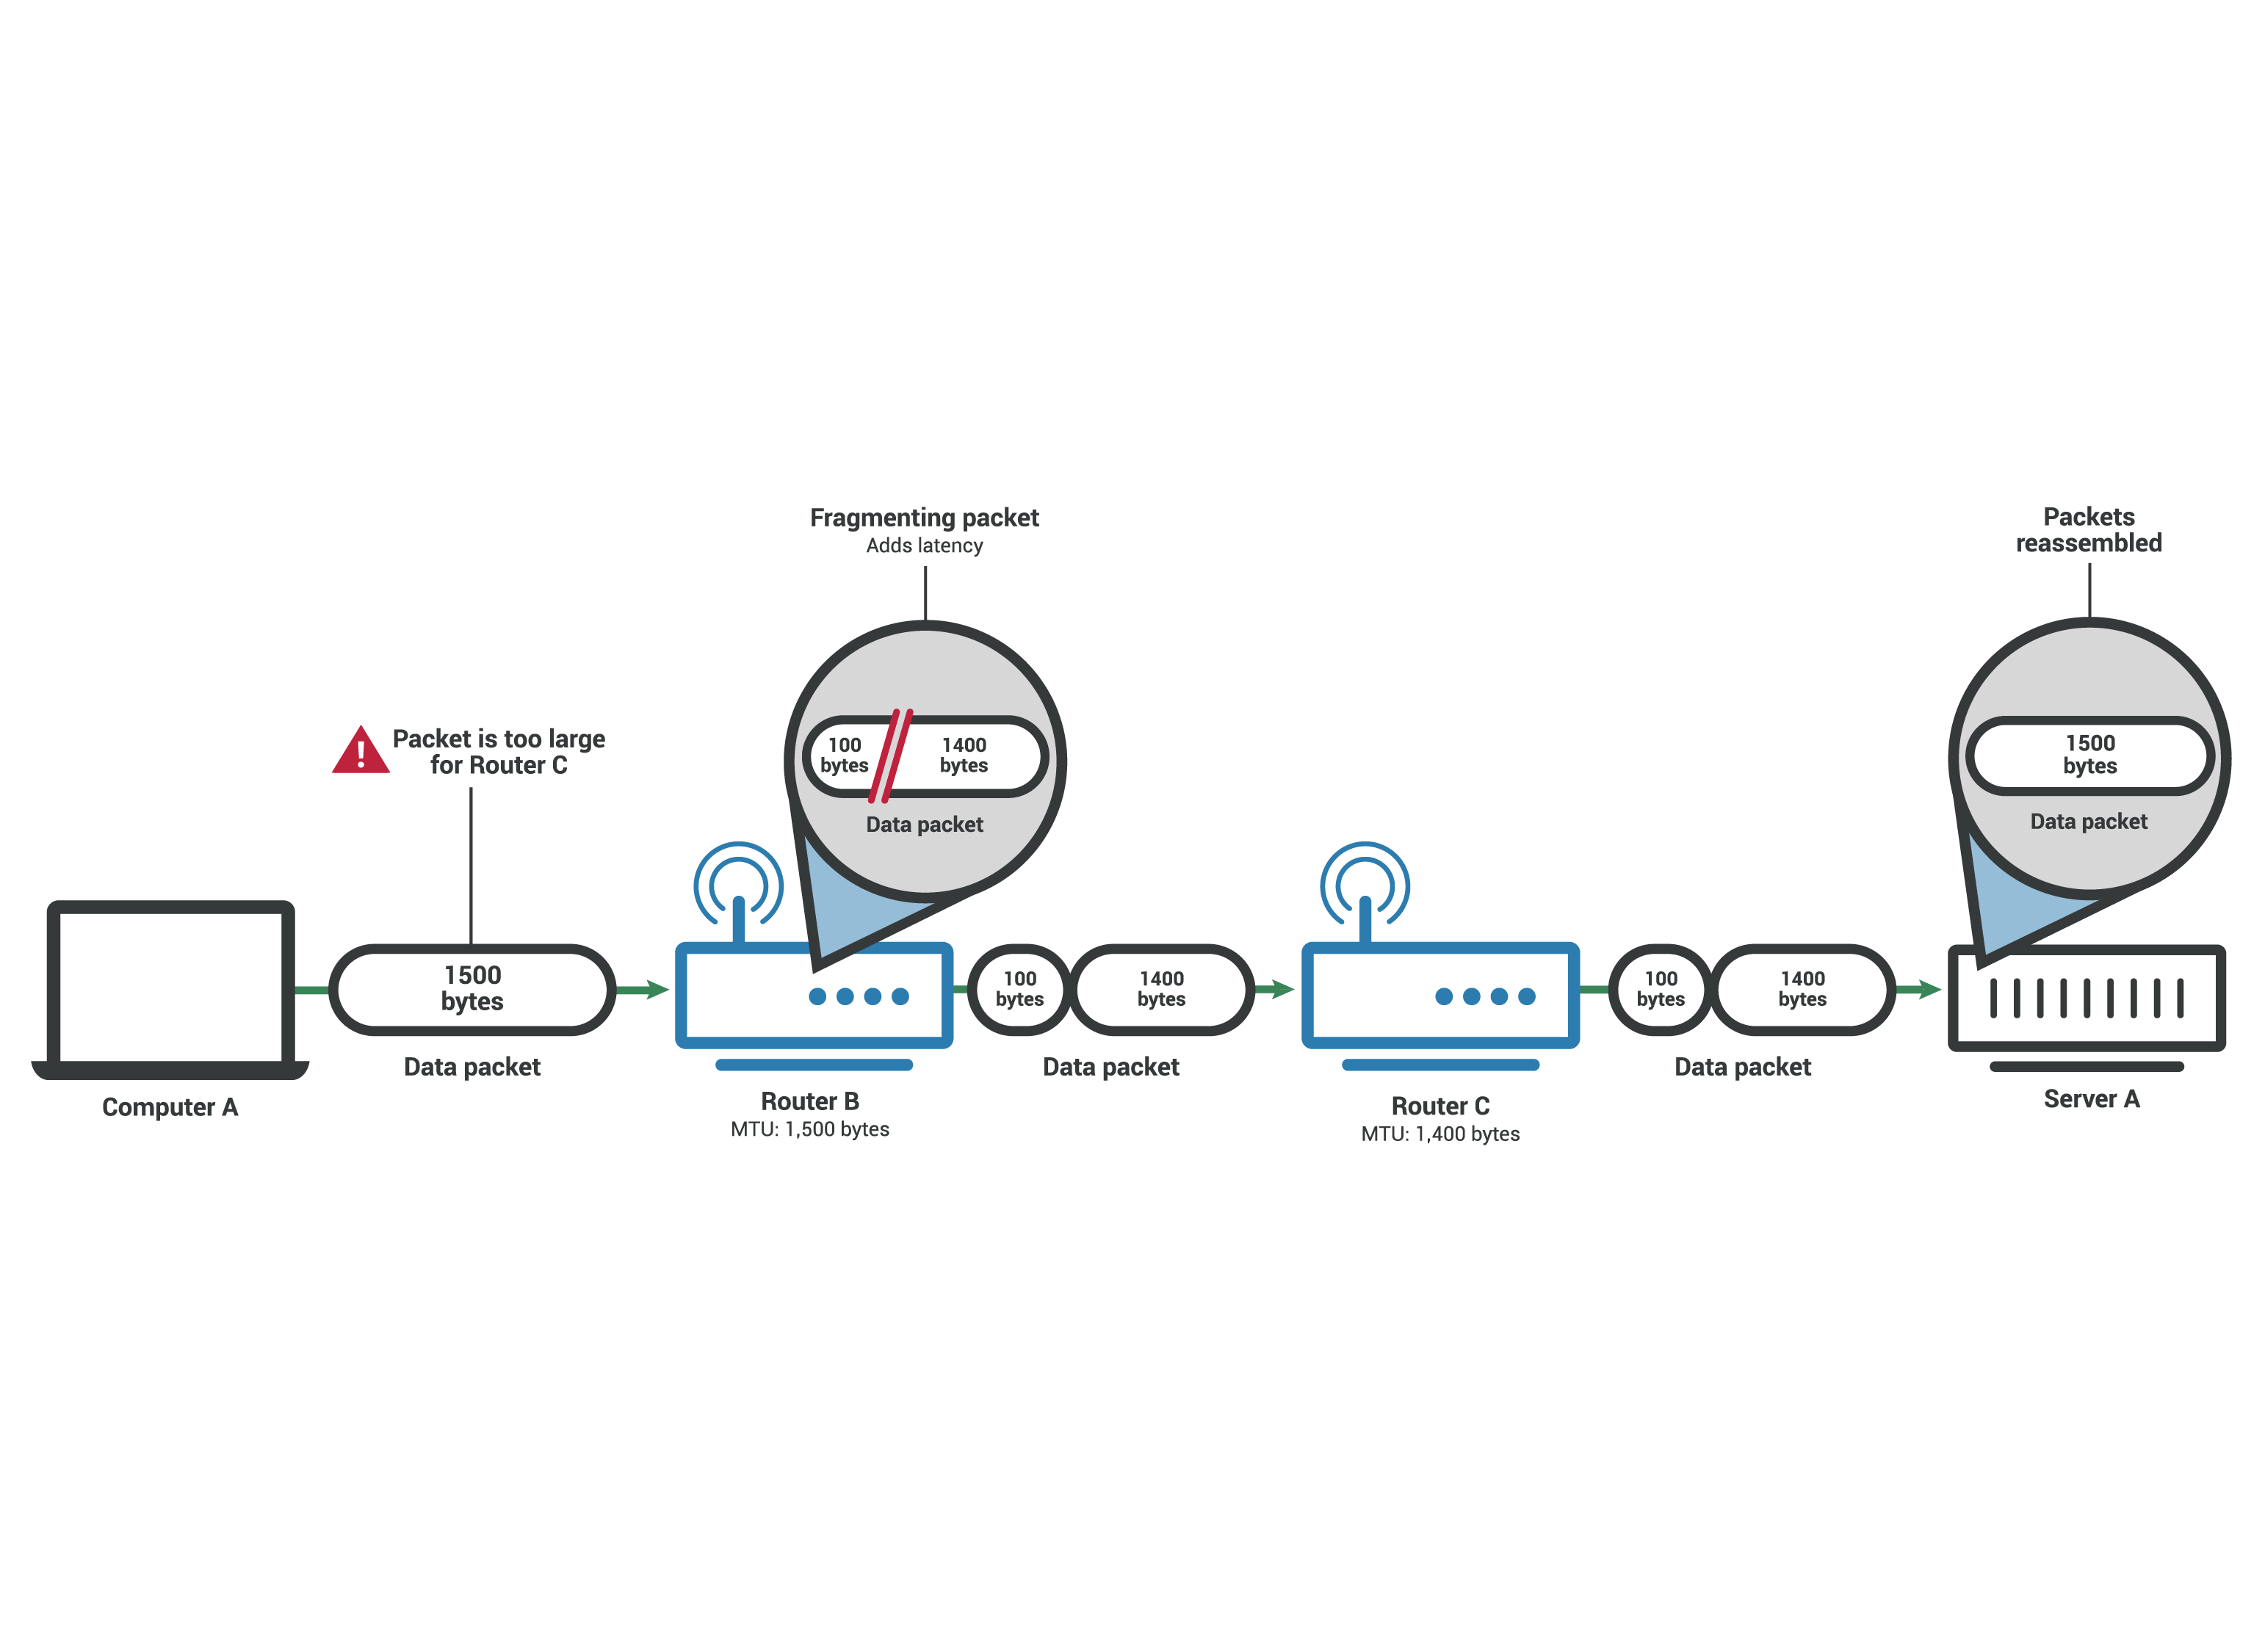 Fragmenting packet
Adds latency
Packets
reassembled
!
Packet is too large
for Router C
100
bytes
1400
bytes
Data packet
1500
bytes
Data packet
1500
bytes
Data packet
100
bytes
1400
bytes
Data packet
100
bytes
1400
bytes
Data packet
Computer A
Router B
MTU: 1,500 bytes
Router C
MTU: 1,400 bytes
Server A